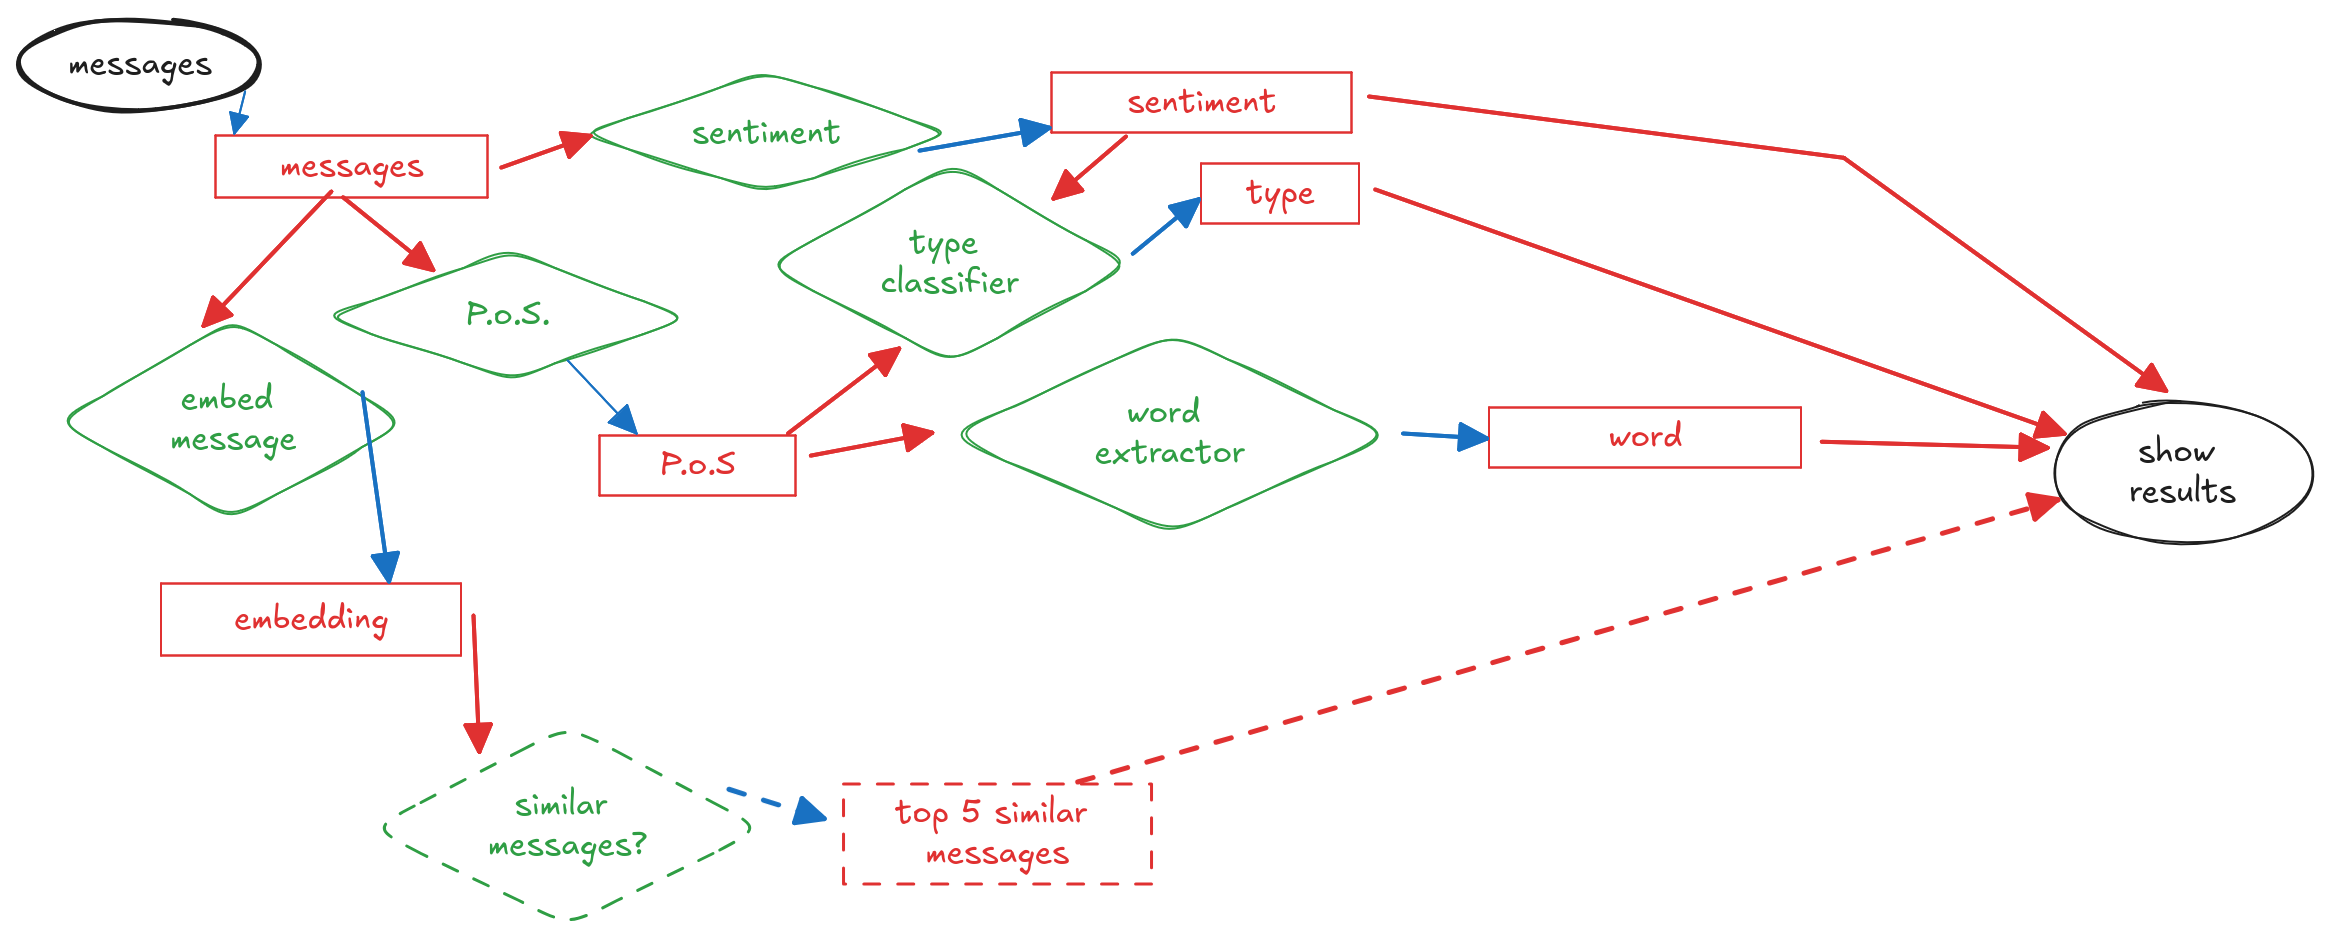 messages
messages
sentiment
sentiment
type
type
classifier
P.o.S.
embed
message
word
extractor
word
P.o.S
show
results
embedding
similar
messages?
top 5 similar
messages